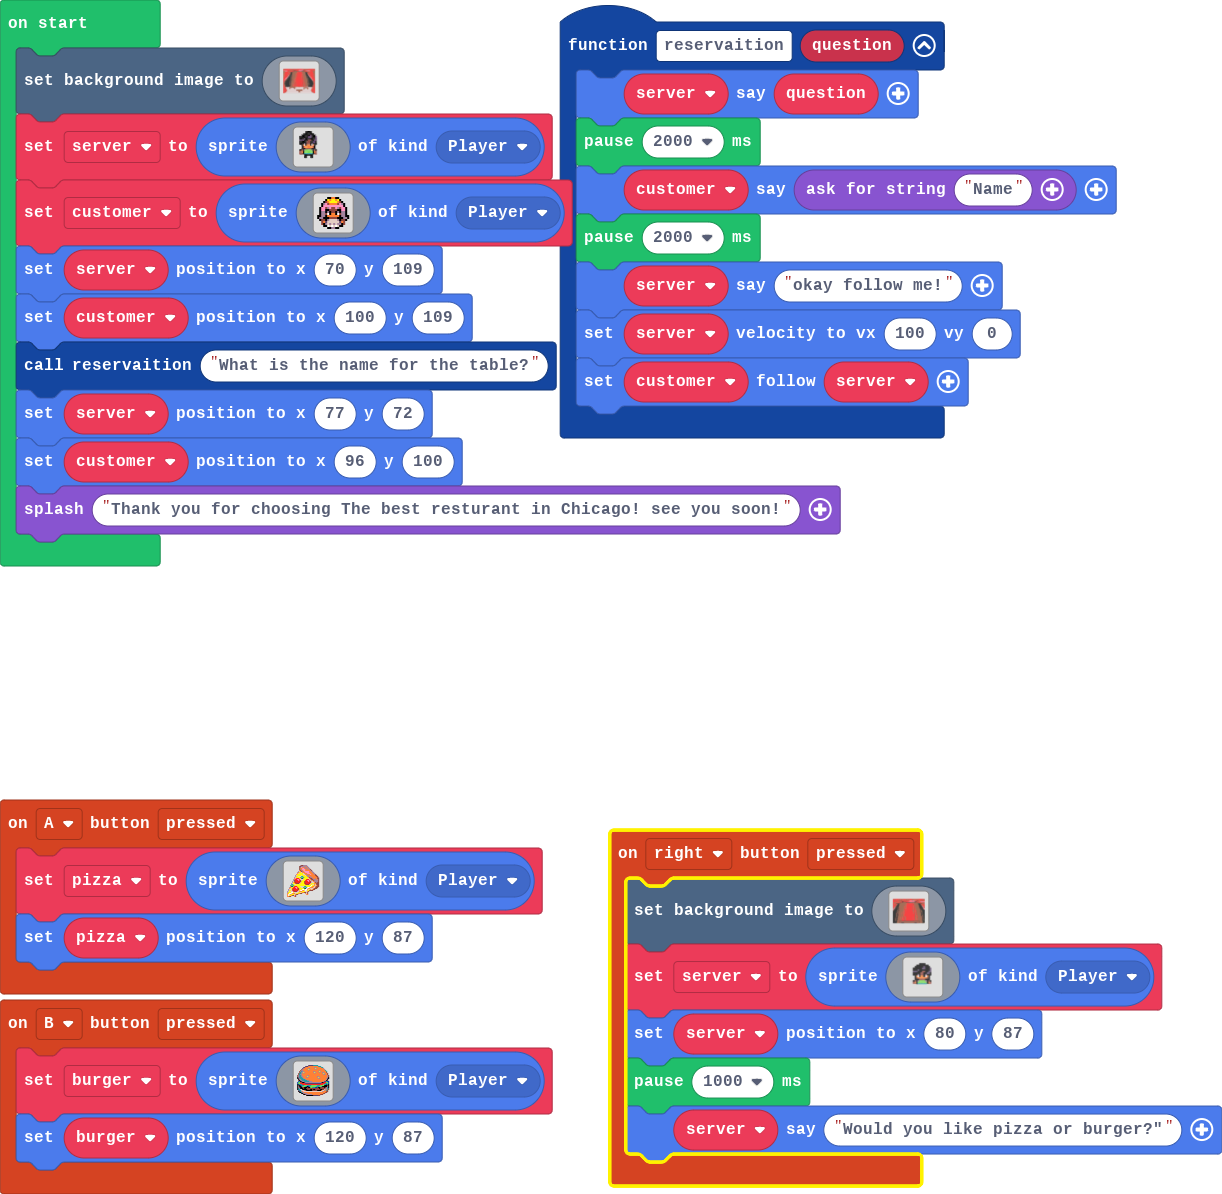 on start
set background image to
set server to sprite of kind Player
set customer to sprite of kind Player
set server position to x 70 y 109
set customer position to x 100 y 109
call reservaition "What is the name for the table?"
set server position to x 77 y 72
set customer position to x 96 y 100
splash "Thank you for choosing The best resturant in Chicago! see you soon!"
function reservaition question
server say question
pause 2000 ms
customer say ask for string "Name"
pause 2000 ms
server say "okay follow me!"
set server velocity to vx 100 vy 0
set customer follow server
on A button pressed
set pizza to sprite of kind Player
set pizza position to x 120 y 87
on B button pressed
set burger to sprite of kind Player
set burger position to x 120 y 87
on right button pressed
set background image to
set server to sprite of kind Player
set server position to x 80 y 87
pause 1000 ms
server say "Would you like pizza or burger?""